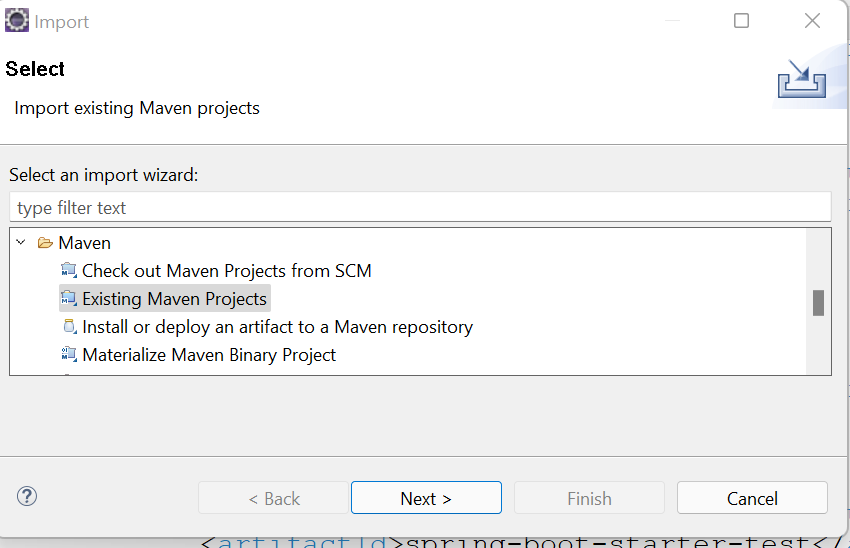 Import
Select
Import existing Maven projects
Select an import wizard:
type filter text
Maven
Check out Maven Projects from SCM
Existing Maven Projects
Install or deploy an artifact to a Maven repository
Materialize Maven Binary Project
< Back
Next >
Finish
Cancel
<artifactId>spring-boot-starter-test</